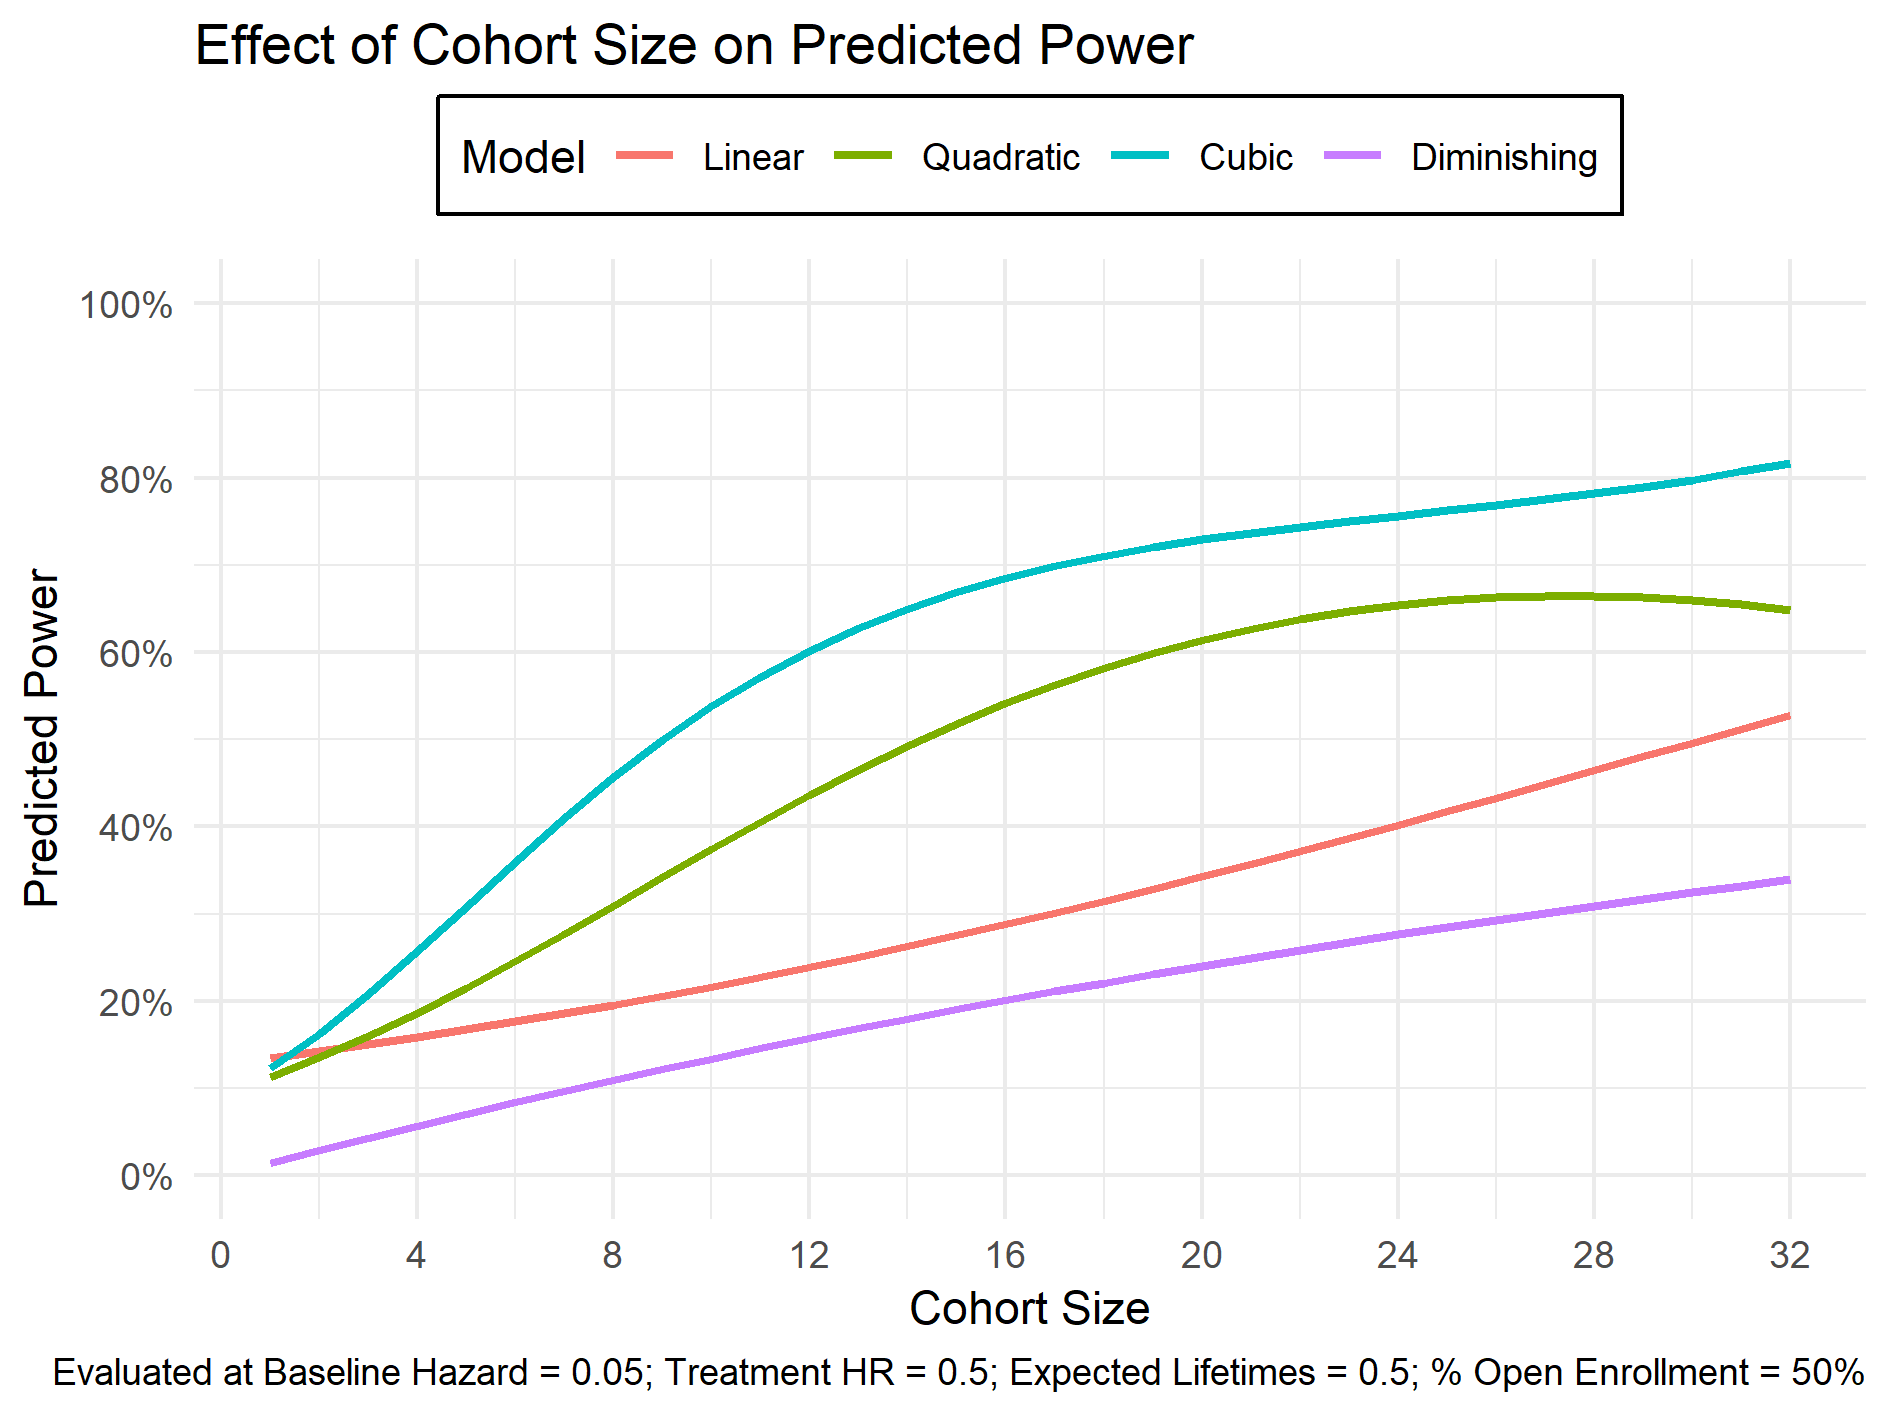 Effect of Cohort Size on Predicted Power
Model Linear Quadratic Cubic Diminishing
Predicted Power
100%
80%
60%
40%
20%
0%
0 4 8 12 16 20 24 28 32
Cohort Size
Evaluated at Baseline Hazard = 0.05; Treatment HR = 0.5; Expected Lifetimes = 0.5; % Open Enrollment = 50%